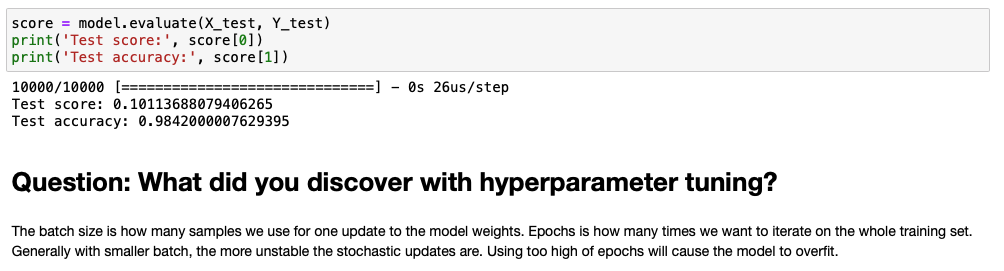 score = model.evaluate(X_test, Y_test)
print('Test score:', score[0])
print('Test accuracy:', score[1])
10000/10000 [==============================] - 0s 26us/step
Test score: 0.10113688079406265
Test accuracy: 0.9842000007629395
Question: What did you discover with hyperparameter tuning?
The batch size is how many samples we use for one update to the model weights. Epochs is how many times we want to iterate on the whole training set.
Generally with smaller batch, the more unstable the stochastic updates are. Using too high of epochs will cause the model to overfit.